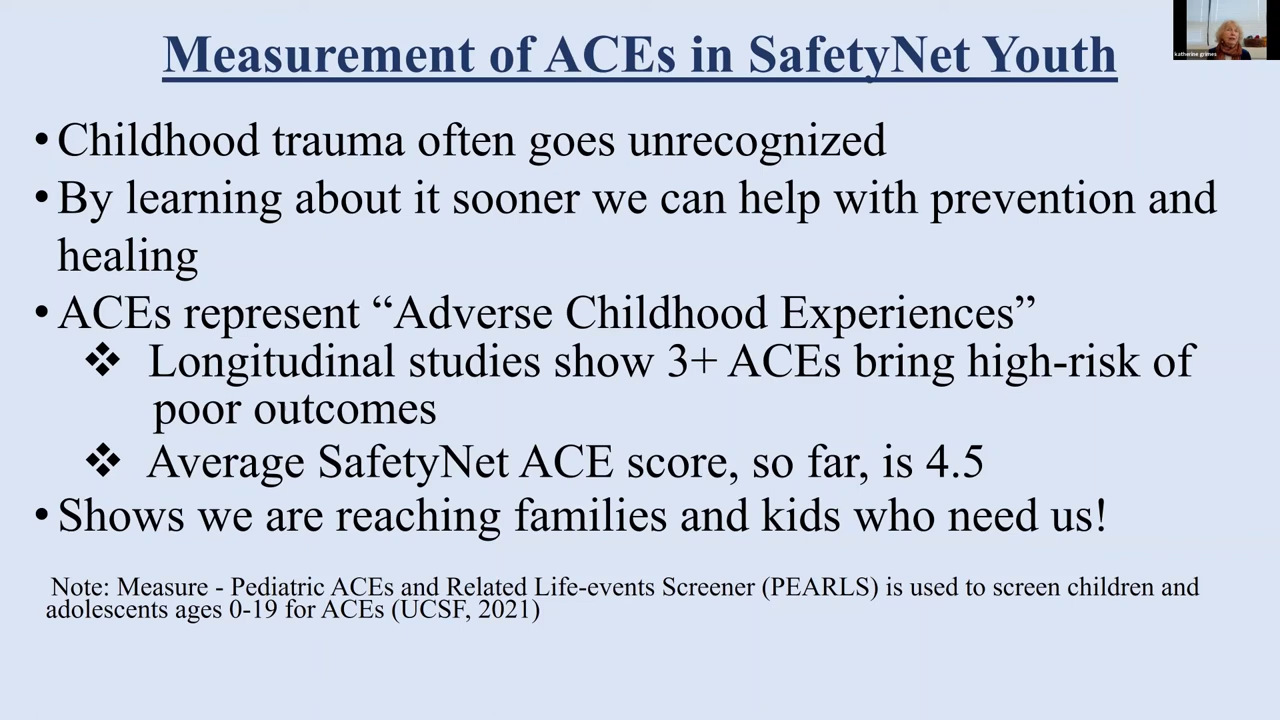 Measurement of ACEs in SafetyNet Youth
katherine grimes
• Childhood trauma often goes unrecognized
• By learning about it sooner we can help with prevention and
healing
• ACEs represent “Adverse Childhood Experiences”
❖ Longitudinal studies show 3+ ACEs bring high-risk of
poor outcomes
❖ Average SafetyNet ACE score, so far, is 4.5
• Shows we are reaching families and kids who need us!
Note: Measure - Pediatric ACEs and Related Life-events Screener (PEARLS) is used to screen children and
adolescents ages 0-19 for ACEs (UCSF, 2021)